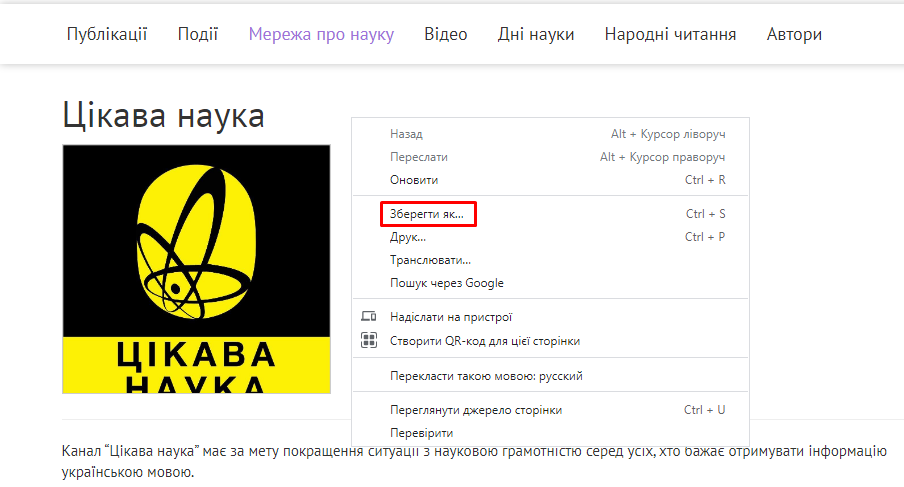 Публікації Події Мережа про науку Відео Дні науки Народні читання Автори
Цікава наука
ЦІКАВА
НАУКА
Назад Alt + Курсор ліворуч
Переслати Alt + Курсор праворуч
Оновити Ctrl + R
Зберегти як... Ctrl + S
Друк... Ctrl + P
Транслювати...
Пошук через Google
Надіслати на пристрої
Створити QR-код для цієї сторінки
Перекласти такою мовою: русский
Переглянути джерело сторінки Ctrl + U
Перевірити
Канал “Цікава наука” має за мету покращення ситуації з науковою грамотністю серед усіх, хто бажає отримувати інформацію
українською мовою.